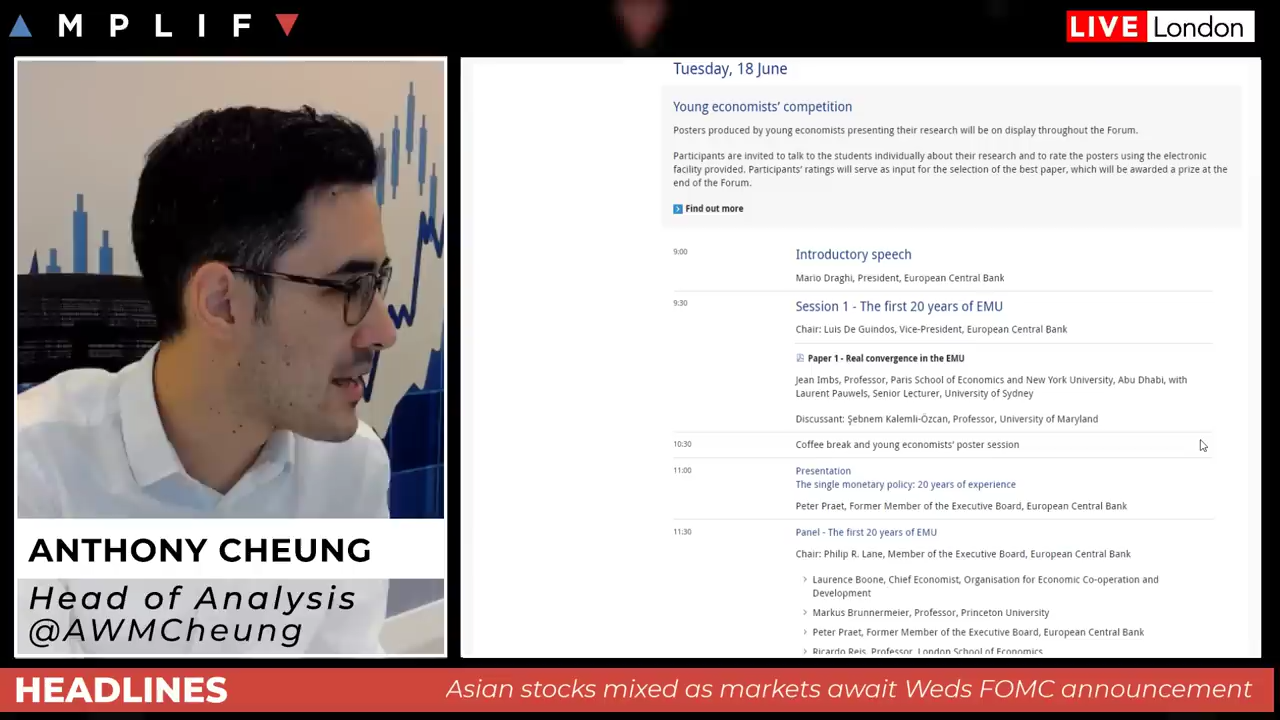 AMPLIFY
LIVE London
Tuesday, 18 June
Young economists’ competition
Posters produced by young economists presenting their research will be on display throughout the Forum.
Participants are invited to talk to the students individually about their research and to rate the posters using the electronic
facility provided. Participants’ ratings will serve as input for the selection of the best paper, which will be awarded a prize at the
end of the Forum.
Find out more
9:00
Introductory speech
Mario Draghi, President, European Central Bank
9:30
Session 1 - The first 20 years of EMU
Chair: Luis De Guindos, Vice-President, European Central Bank
Paper 1 - Real convergence in the EMU
Jean Imbs, Professor, Paris School of Economics and New York University, Abu Dhabi, with
Laurent Pauwels, Senior Lecturer, University of Sydney
Discussant: Şebnem Kalemli-Özcan, Professor, University of Maryland
10:30
Coffee break and young economists' poster session
11:00
Presentation
The single monetary policy: 20 years of experience
Peter Praet, Former Member of the Executive Board, European Central Bank
11:30
Panel - The first 20 years of EMU
Chair: Philip R. Lane, Member of the Executive Board, European Central Bank
Laurence Boone, Chief Economist, Organisation for Economic Co-operation and
Development
Markus Brunnermeier, Professor, Princeton University
Peter Praet, Former Member of the Executive Board, European Central Bank
Ricardo Reis, Professor, London School of Economics
ANTHONY CHEUNG
Head of Analysis
@AWMCheung
HEADLINES
Asian stocks mixed as markets await Weds FOMC announcement